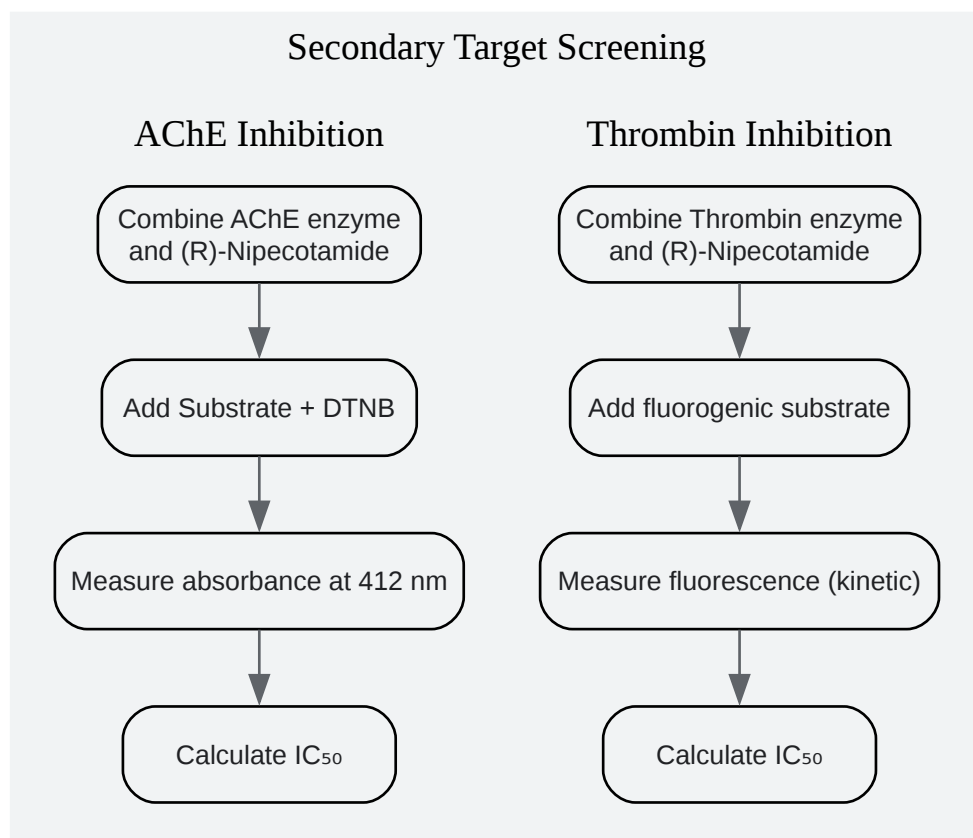 Secondary Target Screening
AChE Inhibition
Combine AChE enzyme
and (R)-Nipecotamide
Add Substrate + DTNB
Measure absorbance at 412 nm
Calculate IC₅₀
Thrombin Inhibition
Combine Thrombin enzyme
and (R)-Nipecotamide
Add fluorogenic substrate
Measure fluorescence (kinetic)
Calculate IC₅₀